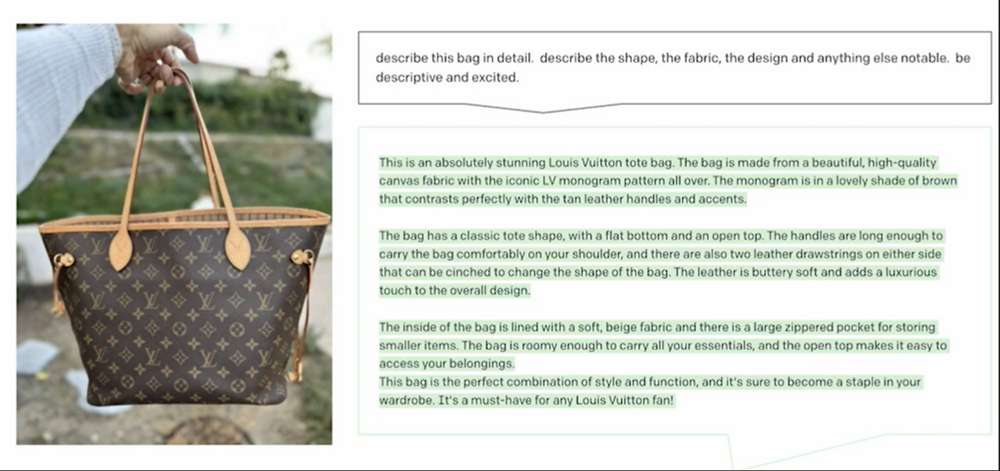 describe this bag in detail.  describe the shape, the fabric, the design and anything else notable.  be
descriptive and excited.
This is an absolutely stunning Louis Vuitton tote bag. The bag is made from a beautiful, high-quality
canvas fabric with the iconic LV monogram pattern all over. The monogram is in a lovely shade of brown
that contrasts perfectly with the tan leather handles and accents.
The bag has a classic tote shape, with a flat bottom and an open top. The handles are long enough to
carry the bag comfortably on your shoulder, and there are also two leather drawstrings on either side
that can be cinched to change the shape of the bag. The leather is buttery soft and adds a luxurious
touch to the overall design.
The inside of the bag is lined with a soft, beige fabric and there is a large zippered pocket for storing
smaller items. The bag is roomy enough to carry all your essentials, and the open top makes it easy to
access your belongings.
This bag is the perfect combination of style and function, and it's sure to become a staple in your
wardrobe. It's a must-have for any Louis Vuitton fan!